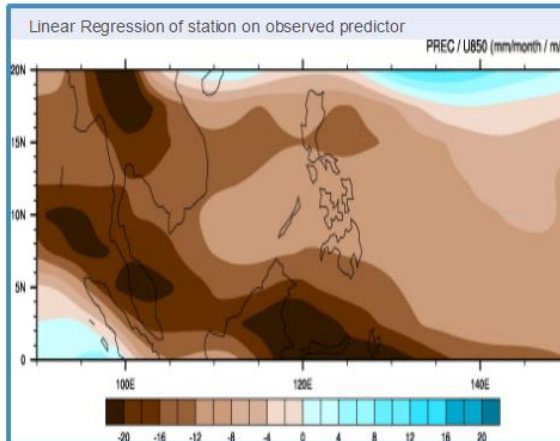 Linear Regression of station on observed predictor
PREC / U850 (mm/month / m/
20N
15N
10N
5N
0
100E 120E 140E
-20 -16 -12 -8 -4 0 4 8 12 16 20